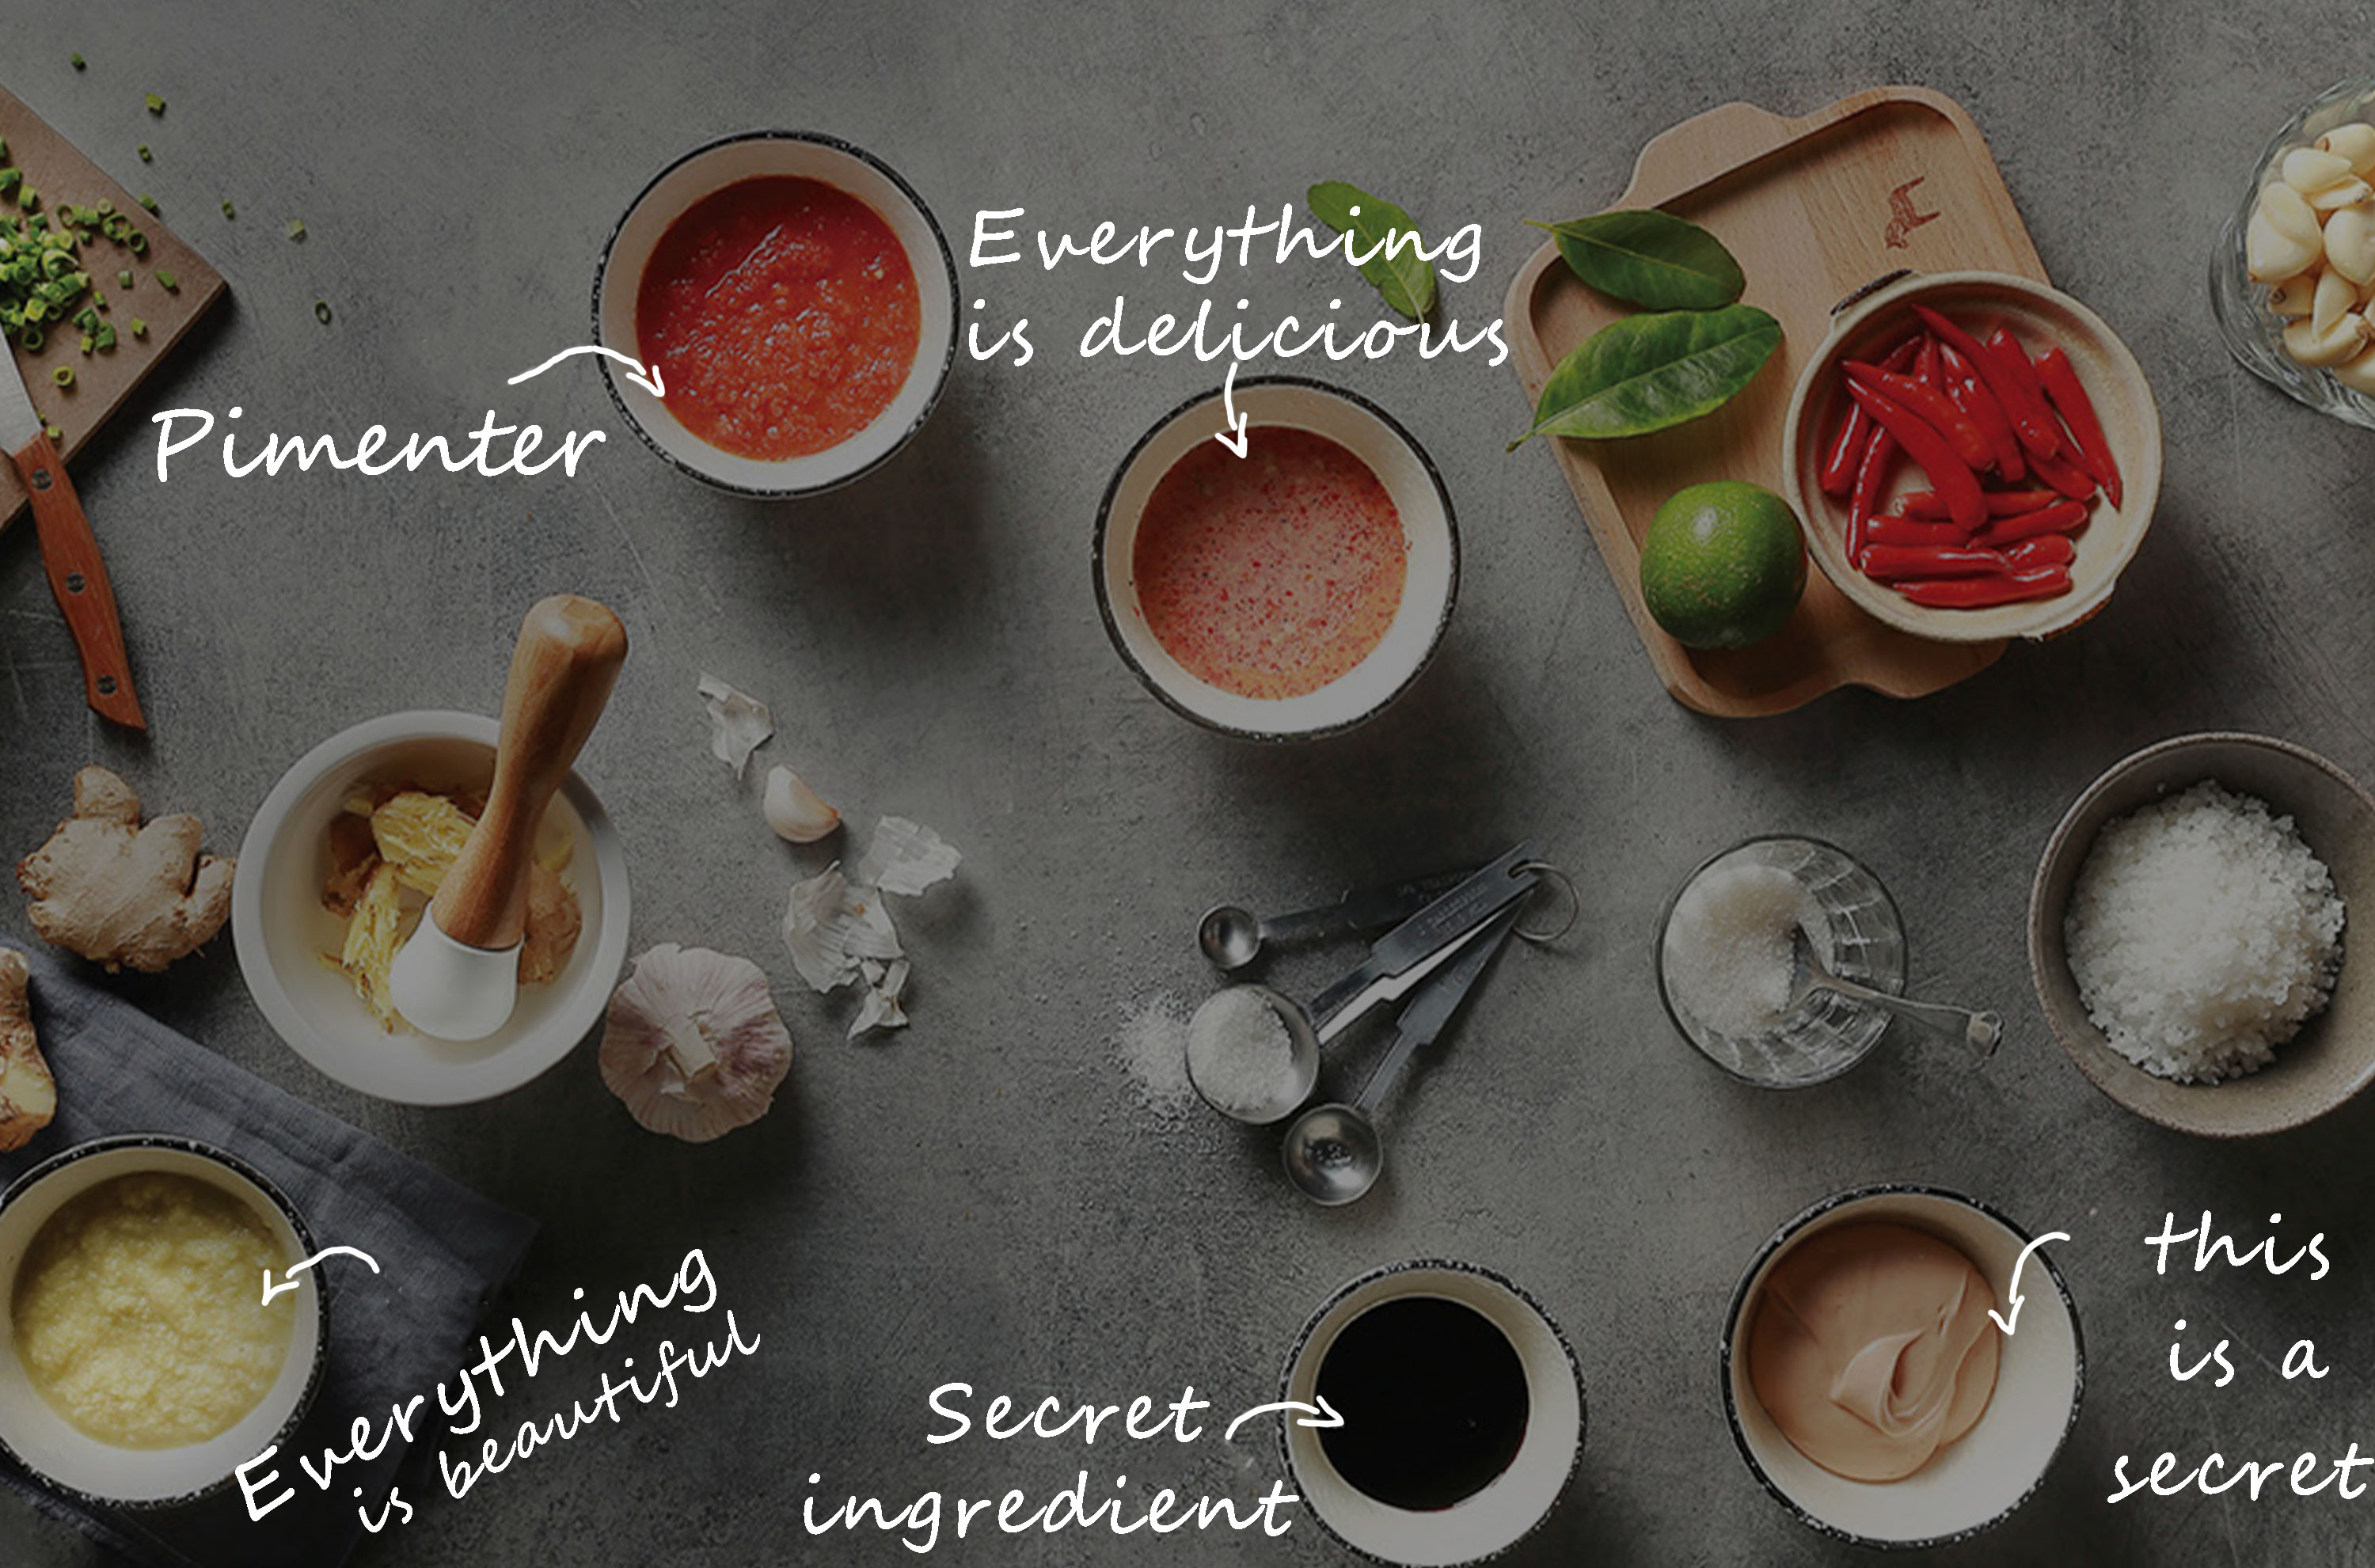 Everything
is delicious
Pimenter
this
is a
secret
Everything
is beautiful
Secret
ingredient